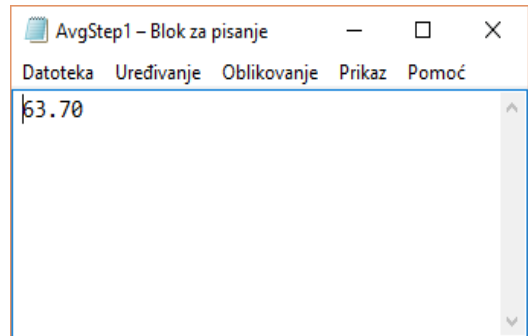 AvgStep1 – Blok za pisanje
Datoteka Uređivanje Oblikovanje Prikaz Pomoć
63.70